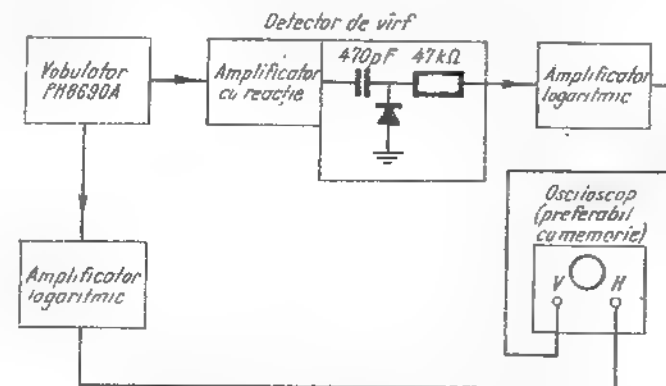 Detector de vîrf
Vobulator
PM8690A
Amplificator
cu reacție
470pF
47kΩ
Amplificator
logaritmic
Osciloscop
(preferabil
cu memorie)
V
H
Amplificator
logaritmic